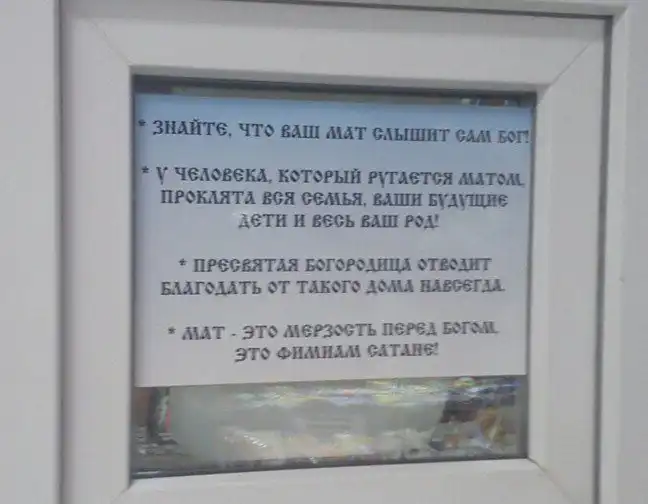 * ЗНАЙТЕ, ЧТО ВАШ МАТ СЛЫШИТ САМ БОГ!
* У ЧЕЛОВЕКА, КОТОРЫЙ РУГАЕТСЯ МАТОМ,
ПРОКЛЯТА ВСЯ СЕМЬЯ, ВАШИ БУДУЩИЕ
ДЕТИ И ВЕСЬ ВАШ РОД!
* ПРЕСВЯТАЯ БОГОРОДИЦА ОТВОДИТ
БЛАГОДАТЬ ОТ ТАКОГО ДОМА НАВСЕГДА.
* МАТ - ЭТО МЕРЗОСТЬ ПЕРЕД БОГОМ,
ЭТО ФИМИАМ САТАНЕ!